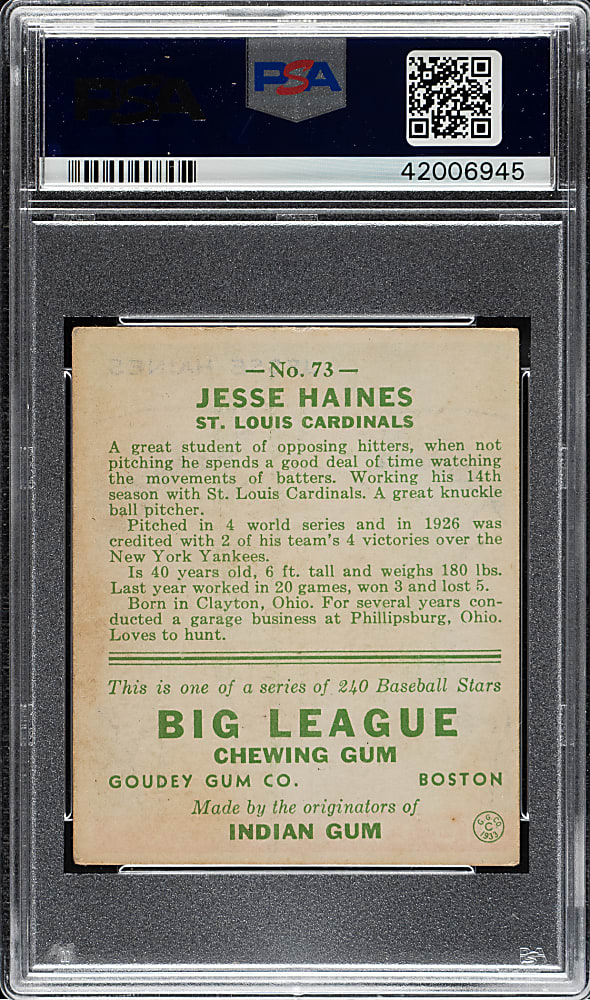 PSA
PSA
42006945
—No. 73—
JESSE HAINES
ST. LOUIS CARDINALS
A great student of opposing hitters, when not
pitching he spends a good deal of time watching
the movements of batters. Working his 14th
season with St. Louis Cardinals. A great knuckle
ball pitcher.
Pitched in 4 world series and in 1926 was
credited with 2 of his team's 4 victories over the
New York Yankees.
Is 40 years old, 6 ft. tall and weighs 180 lbs.
Last year worked in 20 games, won 3 and lost 5.
Born in Clayton, Ohio. For several years con-
ducted a garage business at Phillipsburg, Ohio.
Loves to hunt.
This is one of a series of 240 Baseball Stars
BIG LEAGUE
CHEWING GUM
GOUDEY GUM CO. BOSTON
Made by the originators of
INDIAN GUM
G. G. CO.
C
1933
PSA